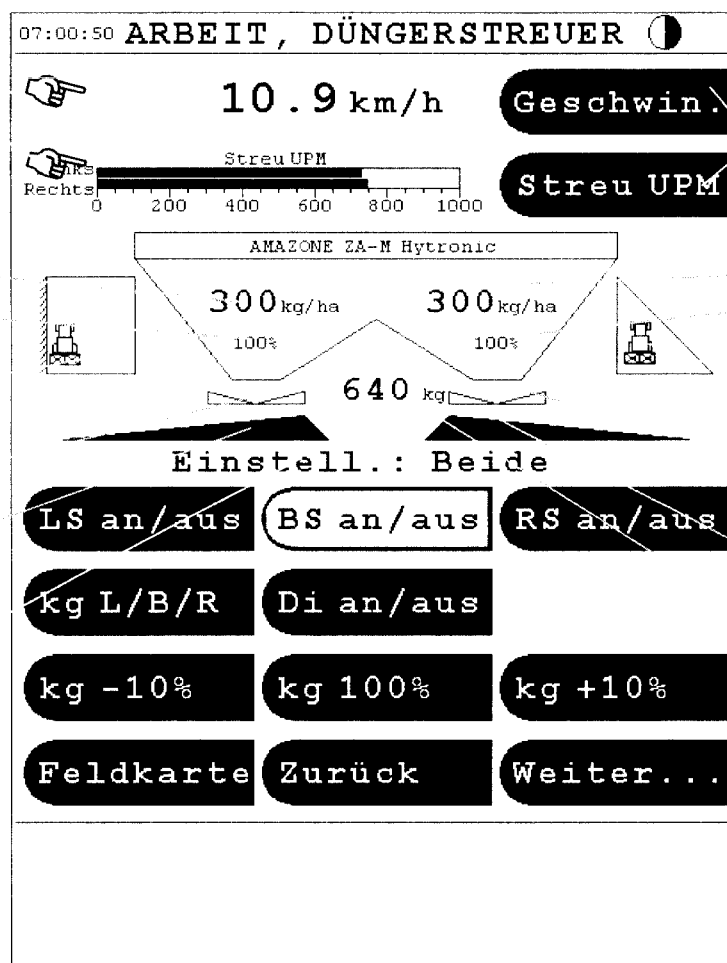 07:00:50 ARBEIT, DÜNGERSTREUER
10.9 km/h Geschwin.
Streu UPM
Rechts
0 200 400 600 800 1000
Streu UPM
AMAZONE ZA-M Hytronic
300 kg/ha 300 kg/ha
100% 100%
640 kg
Einstell.: Beide
LS an/aus BS an/aus RS an/aus
kg L/B/R Di an/aus
kg -10% kg 100% kg +10%
Feldkarte Zurück Weiter...